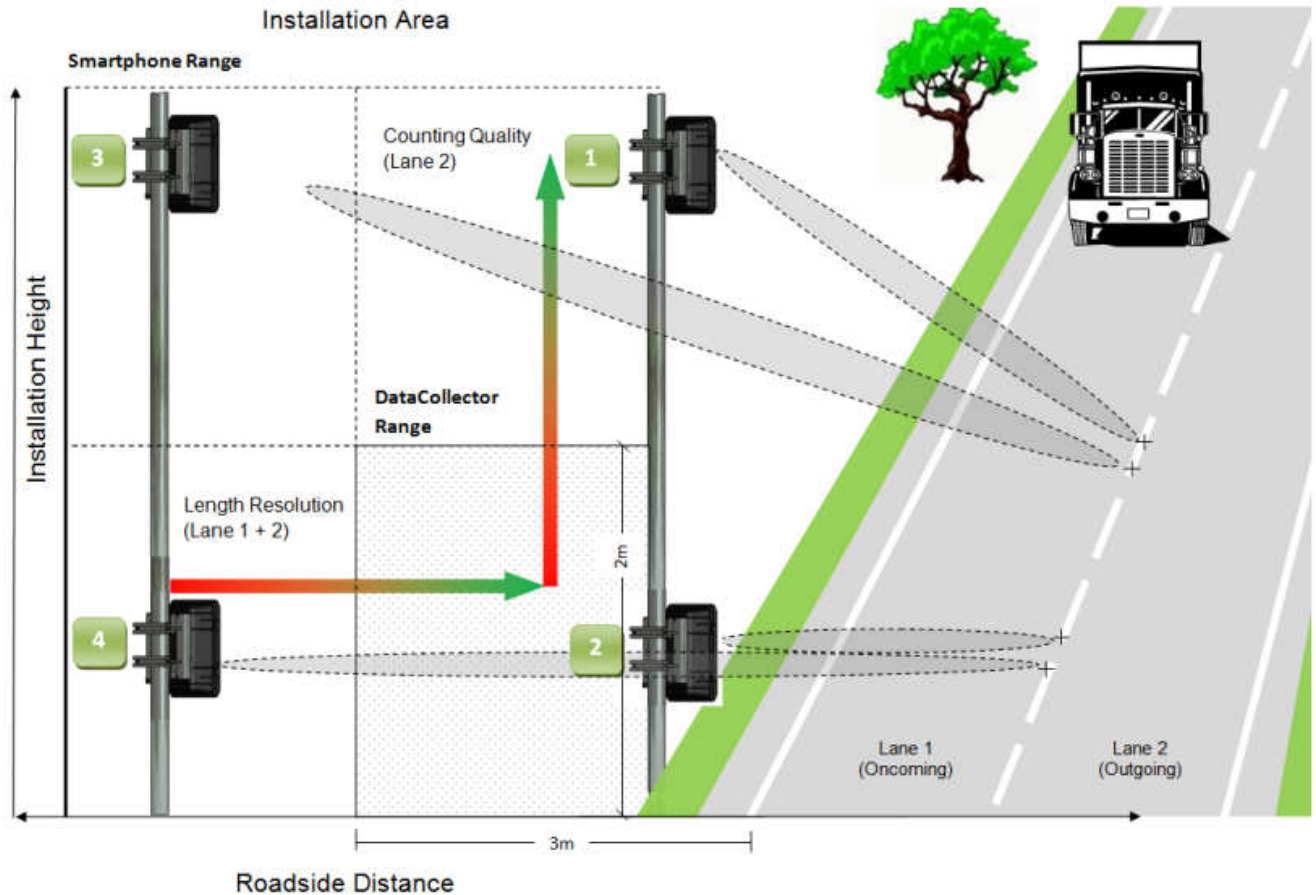 Installation Area
Smartphone Range
3
Counting Quality
(Lane 2)
1
Installation Height
DataCollector
Range
Length Resolution
(Lane 1 + 2)
2m
4
2
Lane 1
(Oncoming)
Lane 2
(Outgoing)
3m
Roadside Distance